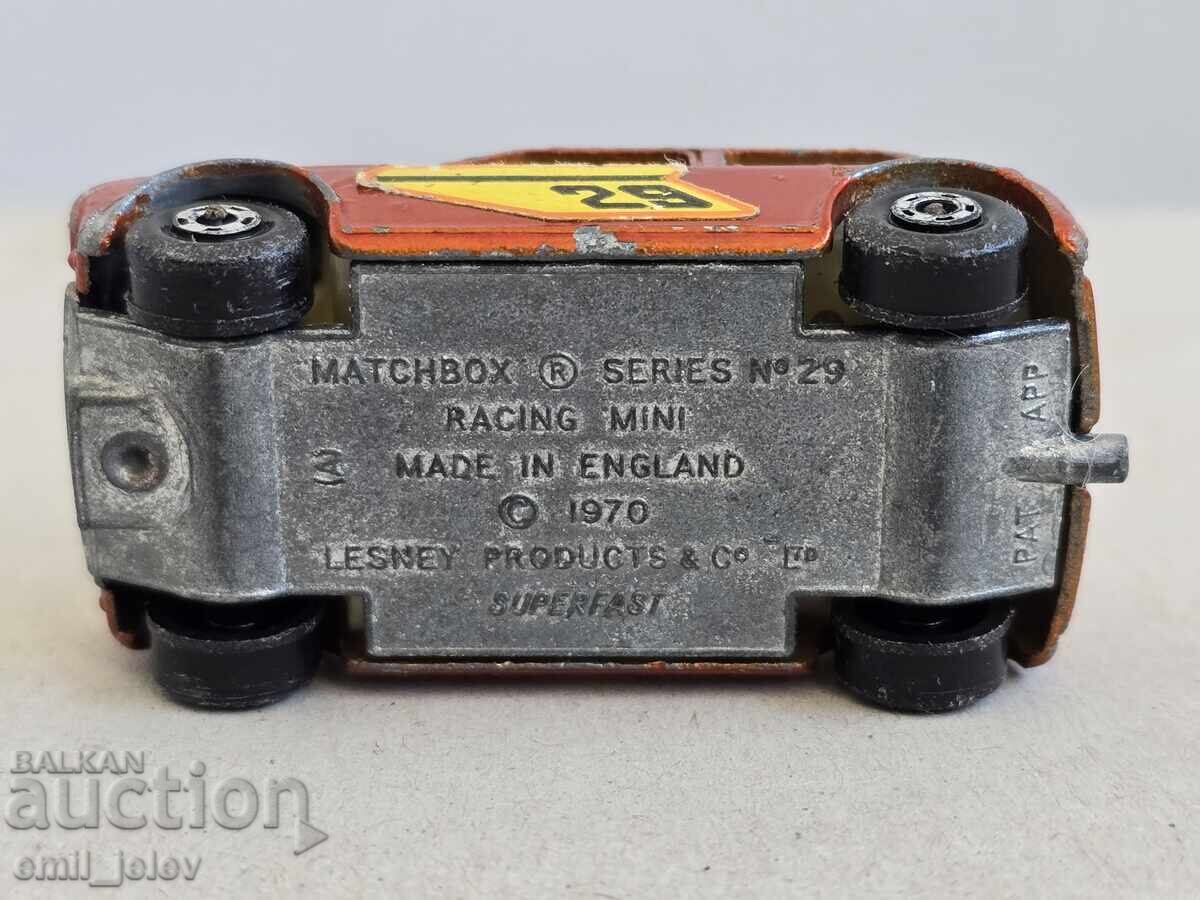 29
MATCHBOX ® SERIES Nº 29
RACING MINI
(A) MADE IN ENGLAND
© 1970
LESNEY PRODUCTS & Cº LTD
SUPERFAST
PAT APP
BALKAN
auction
emil_jelev